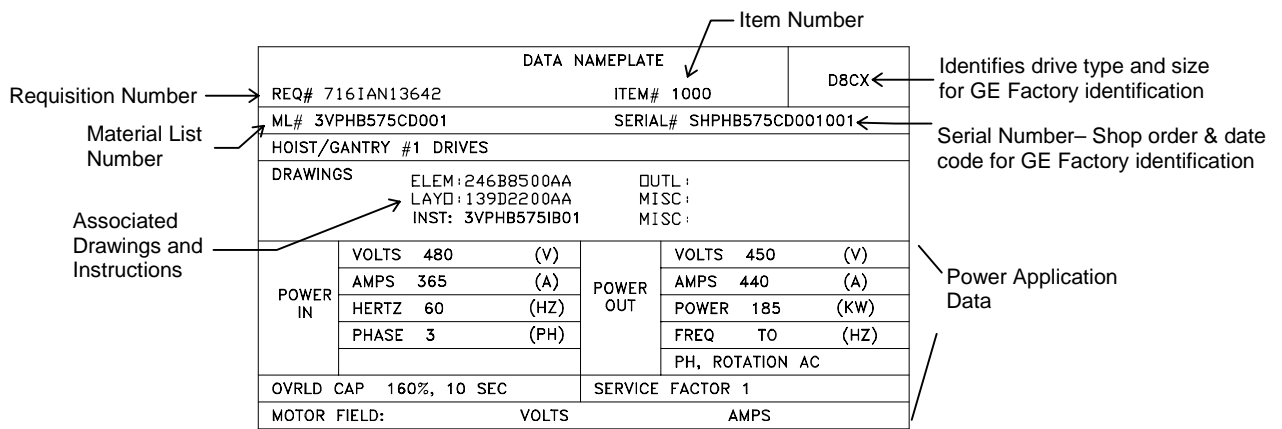 Item Number
DATA NAMEPLATE
REQ# 716IAN13642 ITEM# 1000 D8CX
Identifies drive type and size
for GE Factory identification
Requisition Number
Material List
Number
ML# 3VPHB575CD001 SERIAL# SHPHB575CD001001
Serial Number– Shop order & date
code for GE Factory identification
HOIST/GANTRY #1 DRIVES
DRAWINGS
ELEM:246B8500AA OUTL:
LAYO:139D2200AA MISC:
INST: 3VPHB575IB01 MISC:
Associated
Drawings and
Instructions
POWER
IN
VOLTS 480 (V)
AMPS 365 (A)
HERTZ 60 (HZ)
PHASE 3 (PH)
POWER
OUT
VOLTS 450 (V)
AMPS 440 (A)
POWER 185 (KW)
FREQ TO (HZ)
PH, ROTATION AC
Power Application
Data
OVRLD CAP 160%, 10 SEC SERVICE FACTOR 1
MOTOR FIELD: VOLTS AMPS